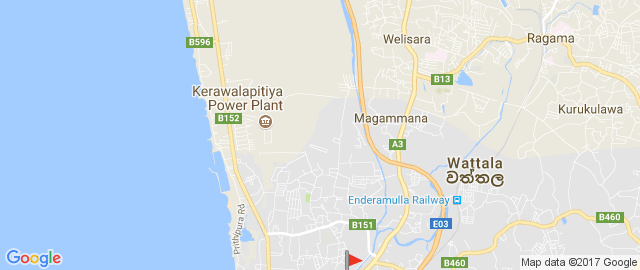 B596
Welisara
Ragama
B13
Kerawalapitiya
Power Plant
Kurukulawa
B152
Magammana
A3
Wattala
වත්තල
Enderamulla Railway
Prithipura Rd
B151
E03
B460
B460
Google
Map data ©2017 Google